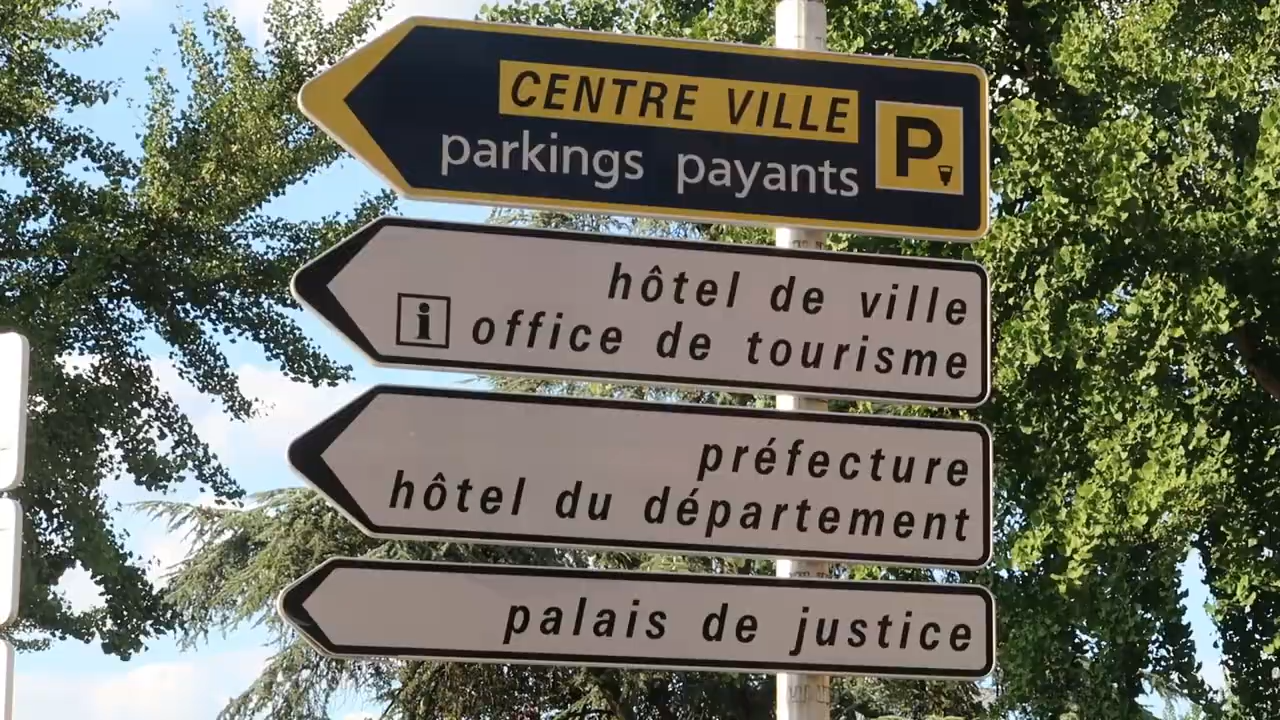 CENTRE VILLE
parkings payants
P
hôtel de ville
i office de tourisme
préfecture
hôtel du département
palais de justice